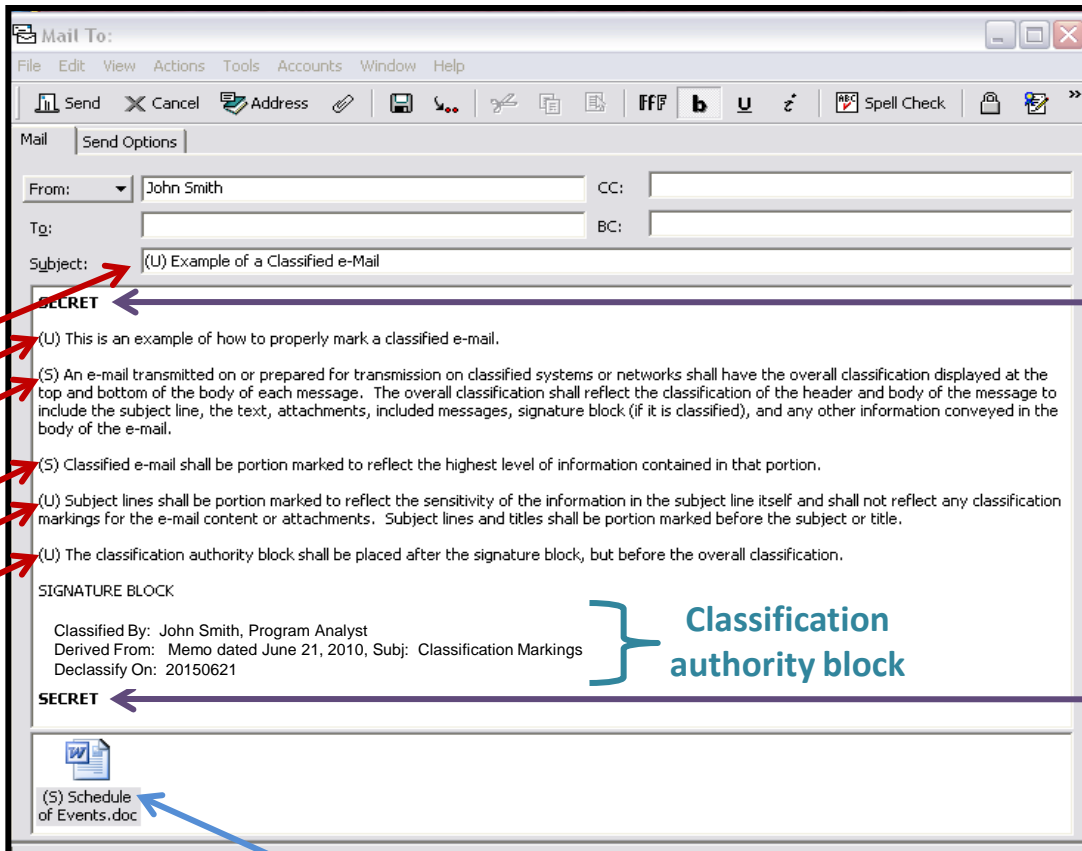 Mail To:
File Edit View Actions Tools Accounts Window Help
Send Cancel Address b u i Spell Check »
Mail Send Options
From: John Smith CC:
To: BC:
Subject: (U) Example of a Classified e-Mail
SECRET
(U) This is an example of how to properly mark a classified e-mail.
(S) An e-mail transmitted on or prepared for transmission on classified systems or networks shall have the overall classification displayed at the
top and bottom of the body of each message. The overall classification shall reflect the classification of the header and body of the message to
include the subject line, the text, attachments, included messages, signature block (if it is classified), and any other information conveyed in the
body of the e-mail.
(S) Classified e-mail shall be portion marked to reflect the highest level of information contained in that portion.
(U) Subject lines shall be portion marked to reflect the sensitivity of the information in the subject line itself and shall not reflect any classification
markings for the e-mail content or attachments. Subject lines and titles shall be portion marked before the subject or title.
(U) The classification authority block shall be placed after the signature block, but before the overall classification.
SIGNATURE BLOCK
Classified By: John Smith, Program Analyst
Derived From: Memo dated June 21, 2010, Subj: Classification Markings
Declassify On: 20150621
Classification
authority block
SECRET
(S) Schedule
of Events.doc